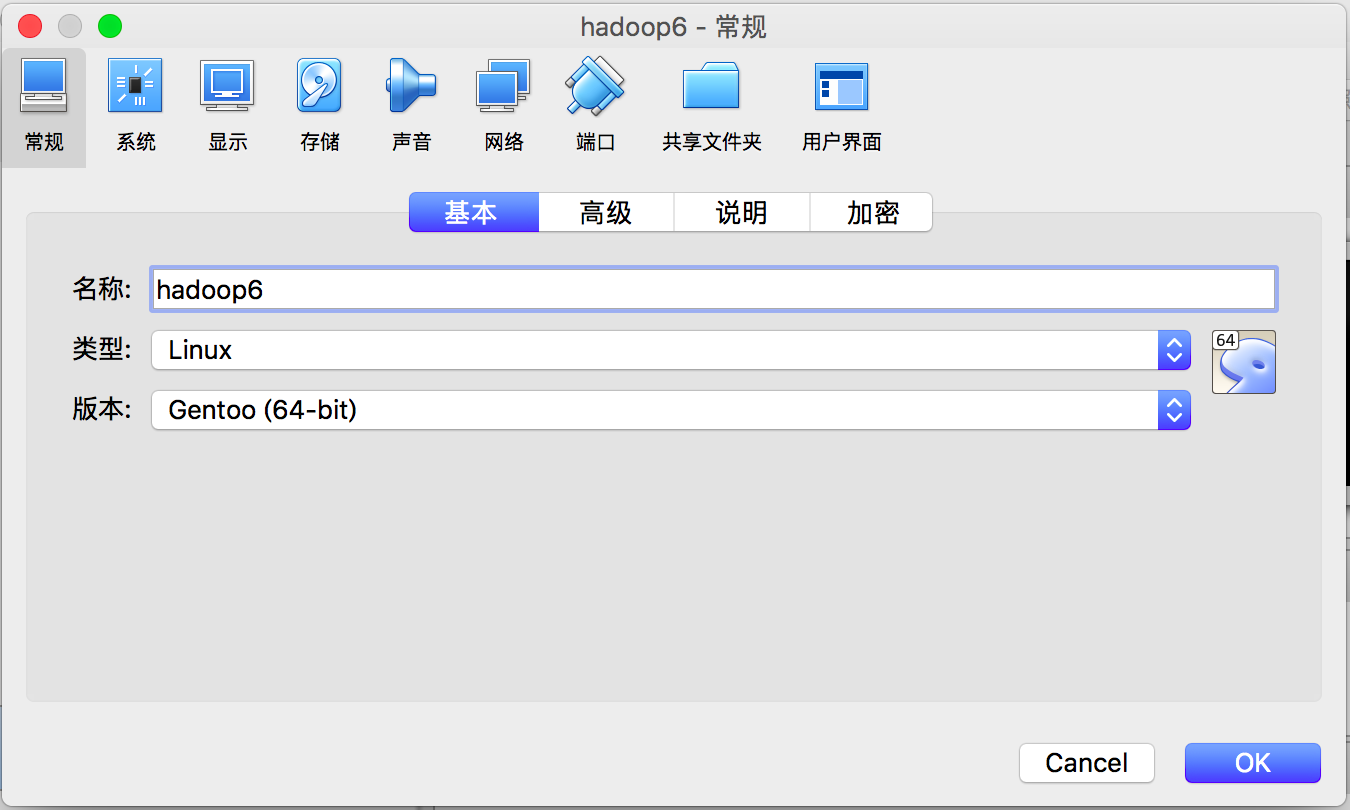 hadoop6 - 常规
常规 系统 显示 存储 声音 网络 端口 共享文件夹 用户界面
基本 高级 说明 加密
名称: hadoop6
类型: Linux
64
版本: Gentoo (64-bit)
Cancel OK